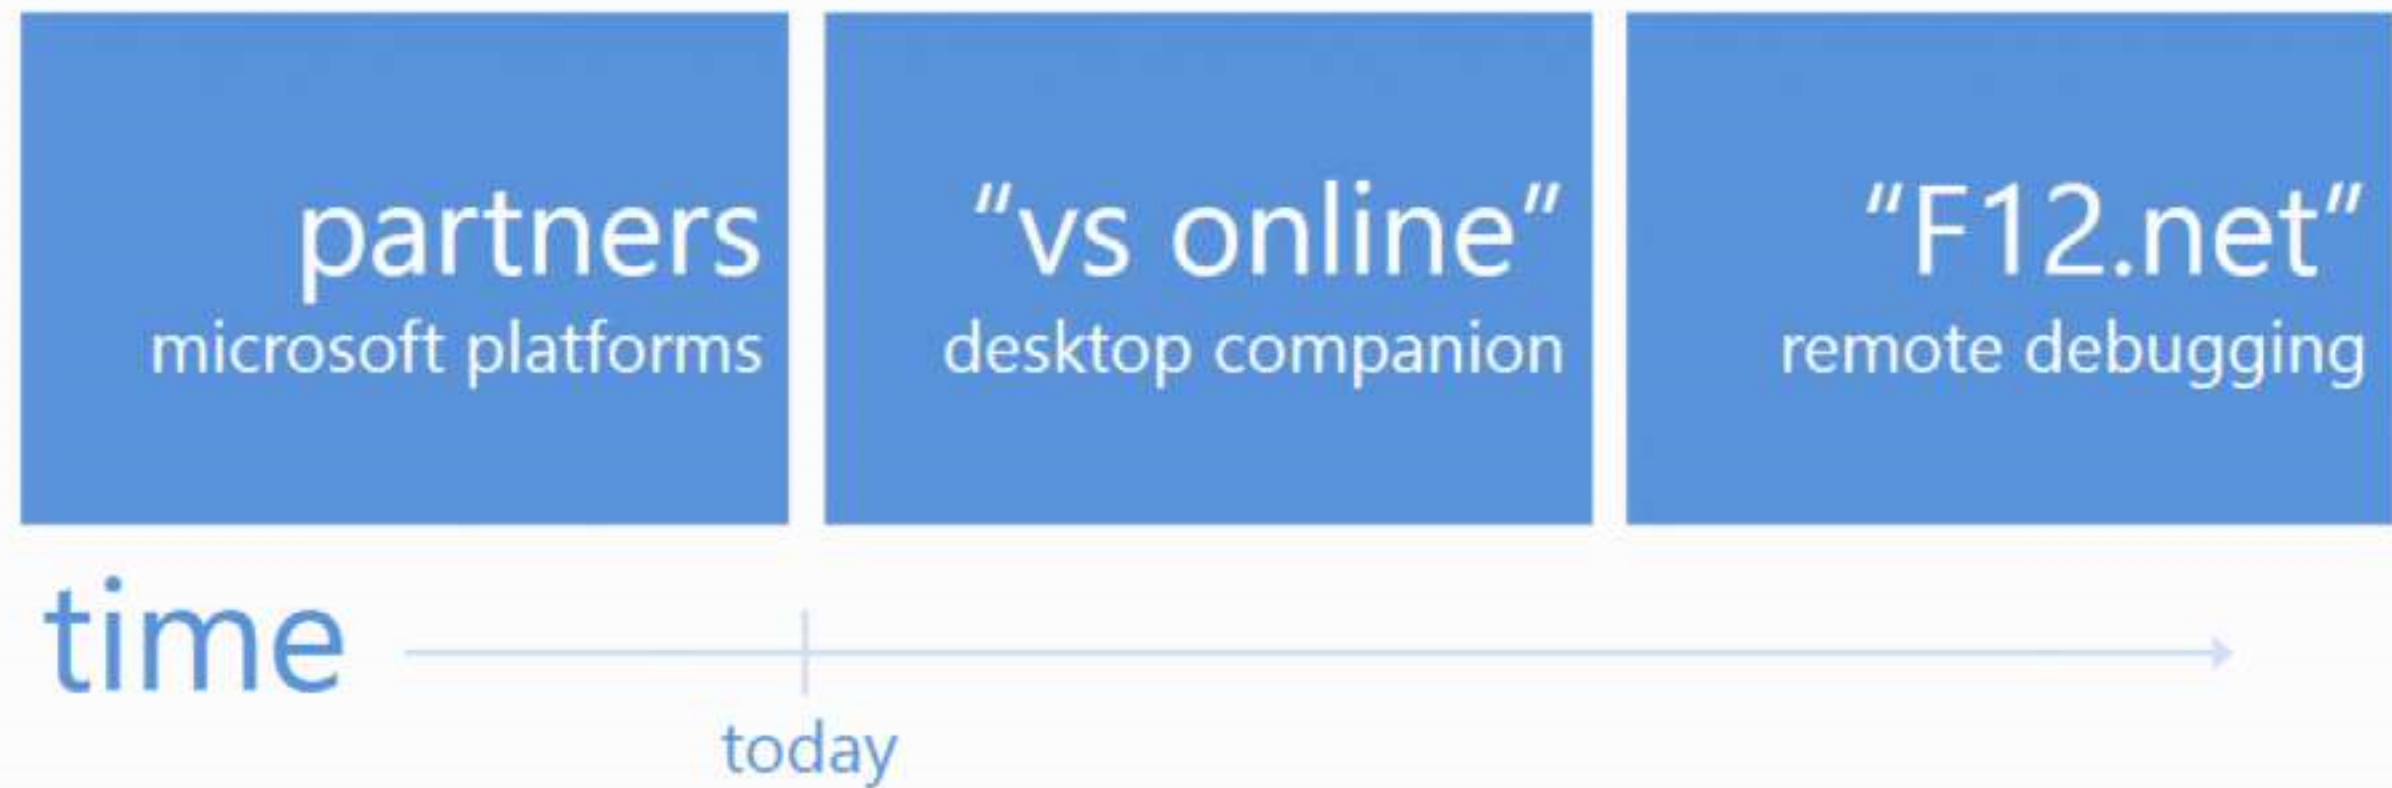 partners
microsoft platforms
“vs online”
desktop companion
“F12.net”
remote debugging
time
today